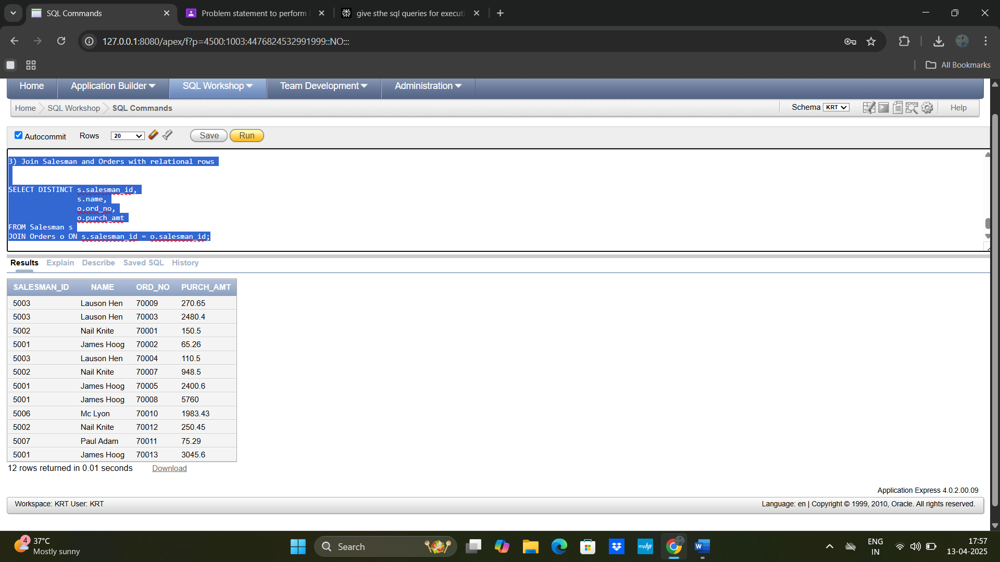 SQL Commands
Problem statement to perform
give sthe sql queries for executi
127.0.0.1:8080/apex/f?p=4500:1003:4476824532991999::NO:::
All Bookmarks
Home Application Builder SQL Workshop Team Development Administration
Home SQL Workshop SQL Commands Schema KRT Help
Autocommit Rows 20 Save Run
3) Join Salesman and Orders with relational rows
SELECT DISTINCT s.salesman_id,
s.name,
o.ord_no,
o.purch_amt
FROM Salesman s
JOIN Orders o ON s.salesman_id = o.salesman_id;
Results Explain Describe Saved SQL History
SALESMAN_ID NAME ORD_NO PURCH_AMT
5003 Lauson Hen 70009 270.65
5003 Lauson Hen 70003 2480.4
5002 Nail Knite 70001 150.5
5001 James Hoog 70002 65.26
5003 Lauson Hen 70004 110.5
5002 Nail Knite 70007 948.5
5001 James Hoog 70005 2400.6
5001 James Hoog 70008 5760
5006 Mc Lyon 70010 1983.43
5002 Nail Knite 70012 250.45
5007 Paul Adam 70011 75.29
5001 James Hoog 70013 3045.6
12 rows returned in 0.01 seconds Download
Application Express 4.0.2.00.09
Workspace: KRT User: KRT Language: en | Copyright © 1999, 2010, Oracle. All rights reserved.
4
37°C
Mostly sunny
Search
myhp
W
ENG
IN
17:57
13-04-2025